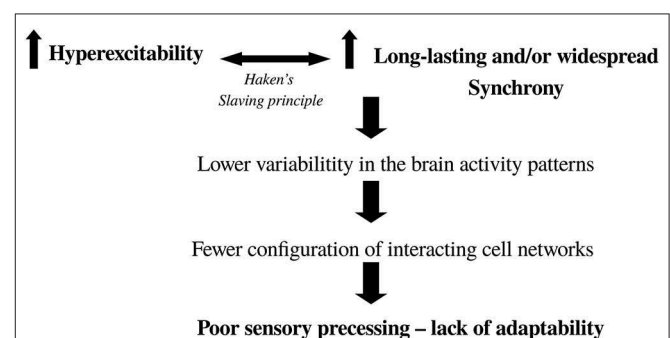 Hyperexcitability
Long-lasting and/or widespread
Synchrony
Haken's
Slaving principle
Lower variabilitity in the brain activity patterns
Fewer configuration of interacting cell networks
Poor sensory precessing – lack of adaptability